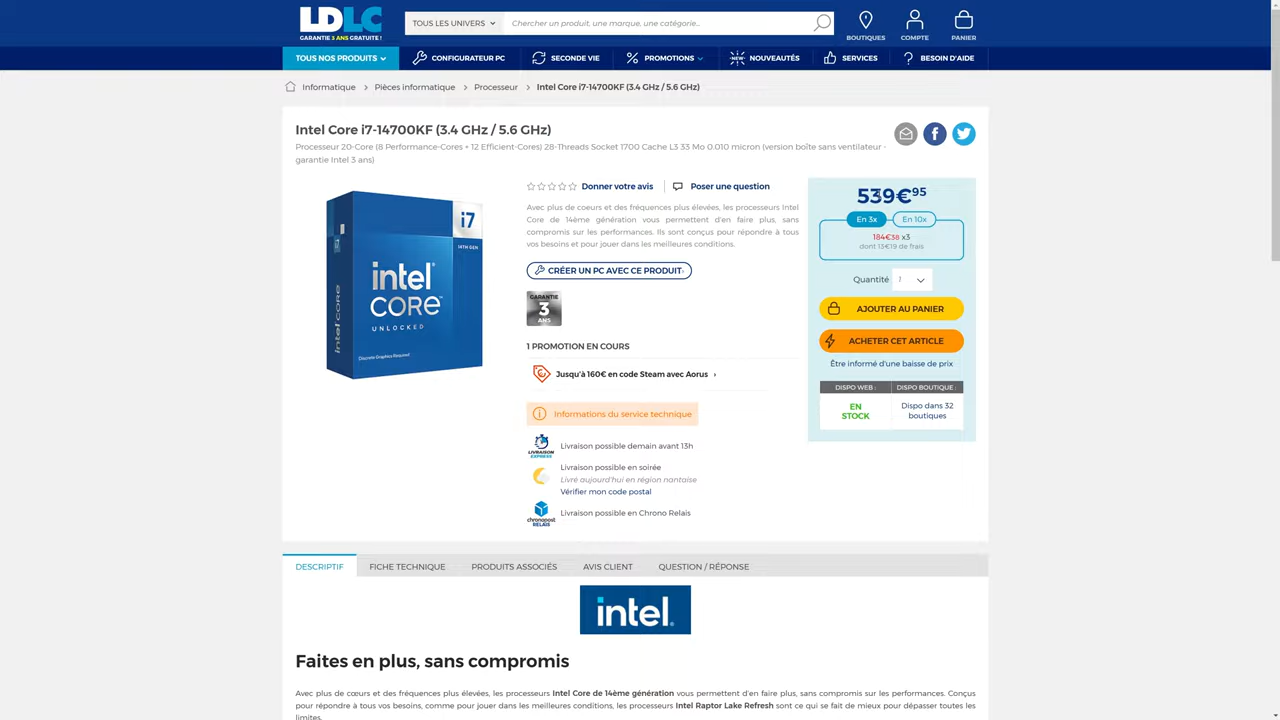 LDLC
GARANTIE 3 ANS GRATUITE !
TOUS LES UNIVERS
Chercher un produit, une marque, une catégorie...
BOUTIQUES
COMPTE
PANIER
TOUS NOS PRODUITS
CONFIGURATEUR PC
SECONDE VIE
PROMOTIONS
NEW
NOUVEAUTÉS
SERVICES
BESOIN D'AIDE
Informatique > Pièces informatique > Processeur > Intel Core i7-14700KF (3.4 GHz / 5.6 GHz)
Intel Core i7-14700KF (3.4 GHz / 5.6 GHz)
Processeur 20-Core (8 Performance-Cores + 12 Efficient-Cores) 28-Threads Socket 1700 Cache L3 33 Mo 0.010 micron (version boîte sans ventilateur -
garantie Intel 3 ans)
i7
14TH GEN
intel
CORE
UNLOCKED
intel CORE
Discrete Graphics Required
Donner votre avis
Poser une question
Avec plus de coeurs et des fréquences plus élevées, les processeurs Intel
Core de 14ème génération vous permettent d'en faire plus, sans
compromis sur les performances. Ils sont conçus pour répondre à tous
vos besoins et pour jouer dans les meilleures conditions.
CRÉER UN PC AVEC CE PRODUIT
GARANTIE
3
ANS
1 PROMOTION EN COURS
Jusqu'à 160€ en code Steam avec Aorus
Informations du service technique
LIVRAISON
EXPRESS
Livraison possible demain avant 13h
Livraison possible en soirée
Livré aujourd'hui en région nantaise
Vérifier mon code postal
chronopost
RELAIS
Livraison possible en Chrono Relais
539€95
En 3x
En 10x
184€38 x3
dont 13€19 de frais
Quantité 1
AJOUTER AU PANIER
ACHETER CET ARTICLE
Être informé d'une baisse de prix
DISPO WEB :
DISPO BOUTIQUE :
EN
STOCK
Dispo dans 32
boutiques
DESCRIPTIF
FICHE TECHNIQUE
PRODUITS ASSOCIÉS
AVIS CLIENT
QUESTION / RÉPONSE
intel.
Faites en plus, sans compromis
Avec plus de cœurs et des fréquences plus élevées, les processeurs Intel Core de 14ème génération vous permettent d'en faire plus, sans compromis sur les performances. Conçus
pour répondre à tous vos besoins, comme pour jouer dans les meilleures conditions, les processeurs Intel Raptor Lake Refresh sont ce qui se fait de mieux pour dépasser toutes les
limites.